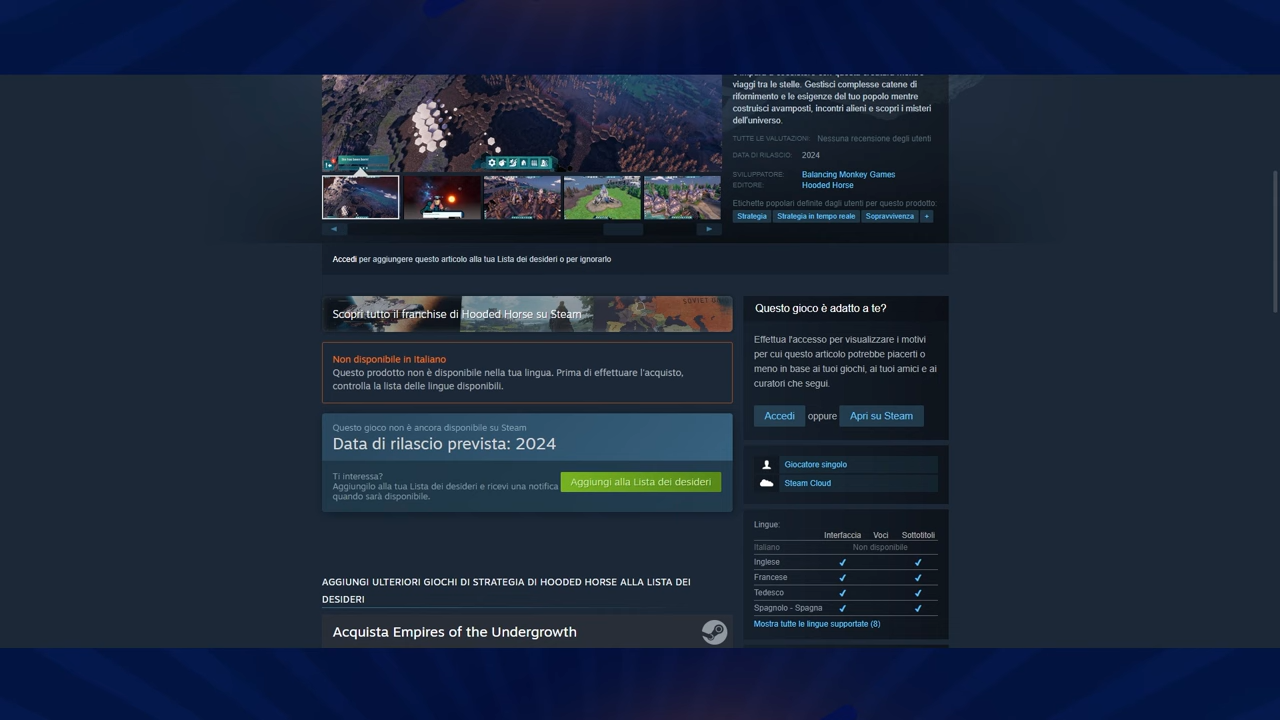 viaggi tra le stelle. Gestisci complesse catene di
rifornimento e le esigenze del tuo popolo mentre
costruisci avamposti, incontri alieni e scopri i misteri
dell'universo.
TUTTE LE VALUTAZIONI: Nessuna recensione degli utenti
DATA DI RILASCIO: 2024
SVILUPPATORE: Balancing Monkey Games
EDITORE: Hooded Horse
Etichette popolari definite dagli utenti per questo prodotto:
Strategia Strategia in tempo reale Sopravvivenza +
Accedi per aggiungere questo articolo alla tua Lista dei desideri o per ignorarlo
Scopri tutto il franchise di Hooded Horse su Steam
Non disponibile in Italiano
Questo prodotto non è disponibile nella tua lingua. Prima di effettuare l'acquisto,
controlla la lista delle lingue disponibili.
Questo gioco non è ancora disponibile su Steam
Data di rilascio prevista: 2024
Ti interessa?
Aggiungilo alla tua Lista dei desideri e ricevi una notifica
quando sarà disponibile.
Aggiungi alla Lista dei desideri
AGGIUNGI ULTERIORI GIOCHI DI STRATEGIA DI HOODED HORSE ALLA LISTA DEI
DESIDERI
Acquista Empires of the Undergrowth
Questo gioco è adatto a te?
Effettua l'accesso per visualizzare i motivi
per cui questo articolo potrebbe piacerti o
meno in base ai tuoi giochi, ai tuoi amici e ai
curatori che segui.
Accedi oppure Apri su Steam
Giocatore singolo
Steam Cloud
Lingue:
Interfaccia Voci Sottotitoli
Italiano Non disponibile
Inglese ✔ ✔
Francese ✔ ✔
Tedesco ✔ ✔
Spagnolo - Spagna ✔ ✔
Mostra tutte le lingue supportate (8)